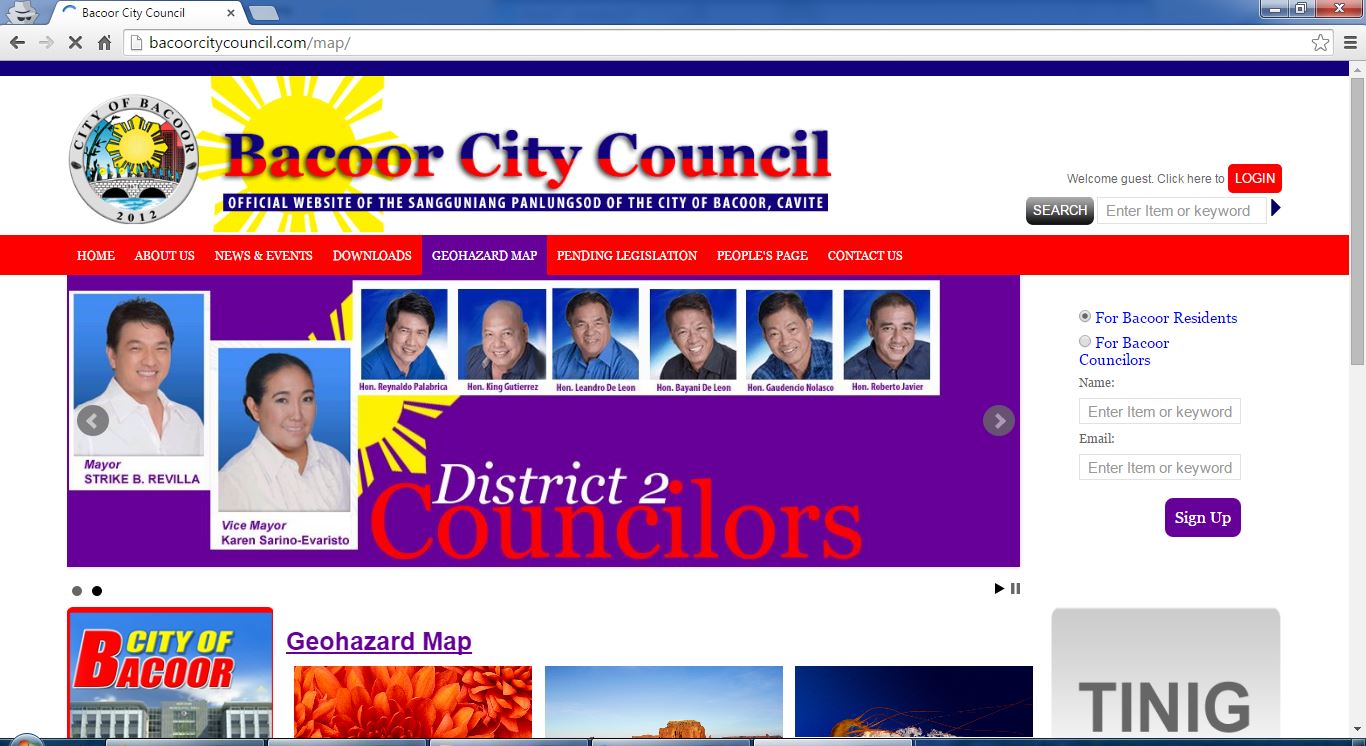 Bacoor City Council
bacoorcitycouncil.com/map/
CITY OF BACOOR
2012
Bacoor City Council
OFFICIAL WEBSITE OF THE SANGGUNIANG PANLUNGSOD OF THE CITY OF BACOOR, CAVITE
Welcome guest. Click here to LOGIN
SEARCH Enter Item or keyword
HOME ABOUT US NEWS & EVENTS DOWNLOADS GEOHAZARD MAP PENDING LEGISLATION PEOPLE'S PAGE CONTACT US
Hon. Reynaldo Palabrica Hon. King Gutierrez Hon. Leandro De Leon Hon. Bayani De Leon Hon. Gaudencio Nolasco Hon. Roberto Javier
Mayor
STRIKE B. REVILLA
Vice Mayor
Karen Sarino-Evaristo
District 2
Councilors
For Bacoor Residents
For Bacoor
Councilors
Name:
Enter Item or keyword
Email:
Enter Item or keyword
Sign Up
CITY OF
BACOOR
Geohazard Map
TINIG